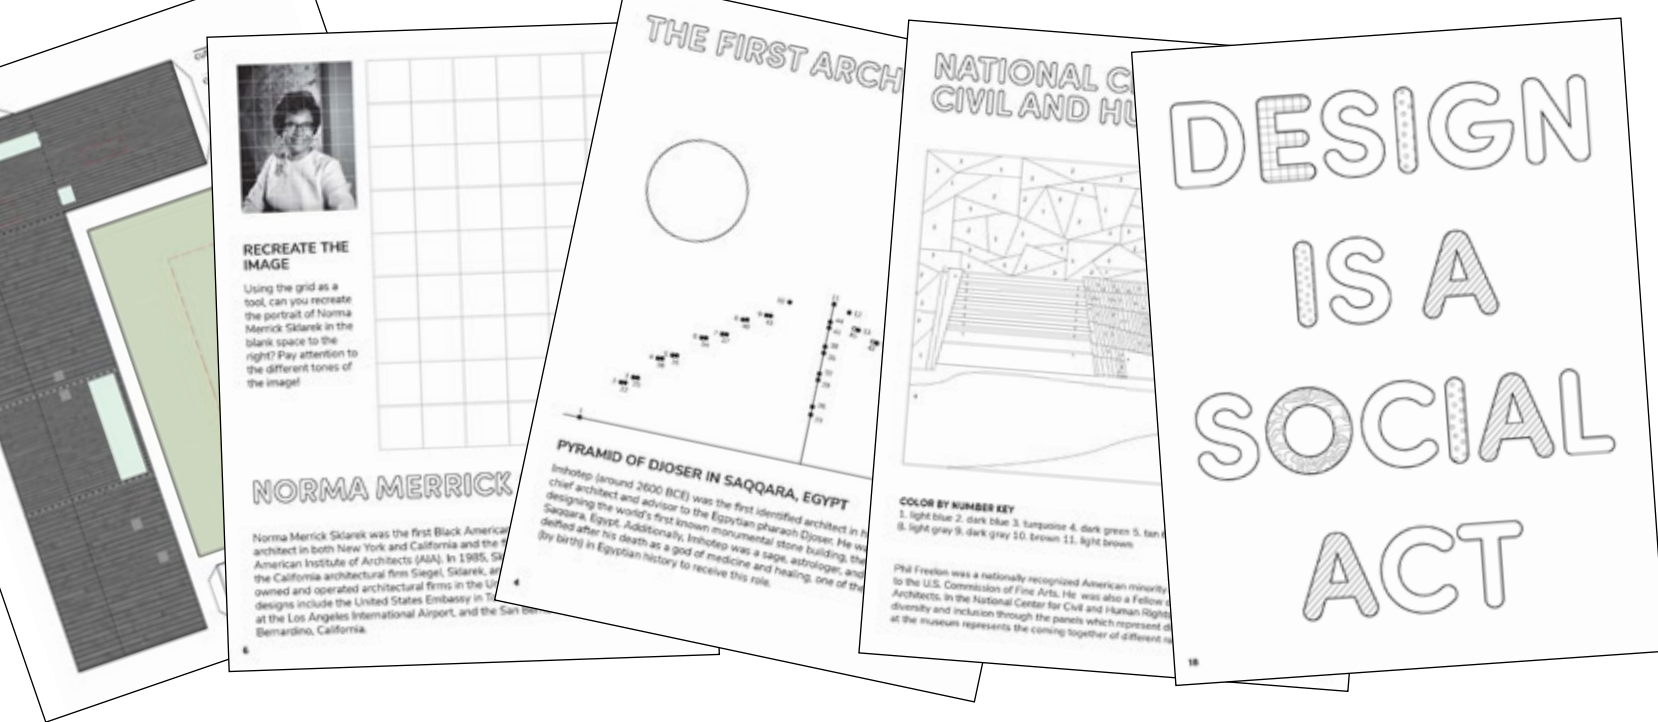 RECREATE THE
IMAGE
Using the grid as a
tool, can you recreate
the portrait of Norma
Merrick Sklarek in the
blank space to the
right? Pay attention to
the different tones of
the image!
NORMA MERRICK
Norma Merrick Sklarek was the first Black American
architect in both New York and California and the
American Institute of Architects (AIA). In 1985,
the California architectural firm Siegel, Sklarek,
owned and operated architectural firms in the
designs include the United States Embassy in
at the Los Angeles International Airport, and the San
Bernardino, California.
6
THE FIRST ARCH
PYRAMID OF DJOSER IN SAQQARA, EGYPT
Imhotep (around 2600 BCE) was the first identified architect in
chief architect and advisor to the Egpytian pharaoh Djoser. He
designing the world's first known monumental stone building, the
Saqqara, Egypt. Additionally, Imhotep was a sage, astrologer, and
deified after his death as a god of medicine and healing, one of the
(by birth) in Egyptian history to receive this role.
4
NATIONAL C
CIVIL AND HU
COLOR BY NUMBER KEY
1. light blue 2. dark blue 3. turquoise 4. dark green 5. tan
8. light gray 9. dark gray 10. brown 11. light brown
Phil Freelon was a nationally recognized American minority
to the U.S. Commission of Fine Arts. He was also a Fellow
Architects. In the National Center for Civil and Human Rights
diversity and inclusion through the panels which represent
at the museum represents the coming together of different
DESIGN
IS A
SOCIAL
ACT
18